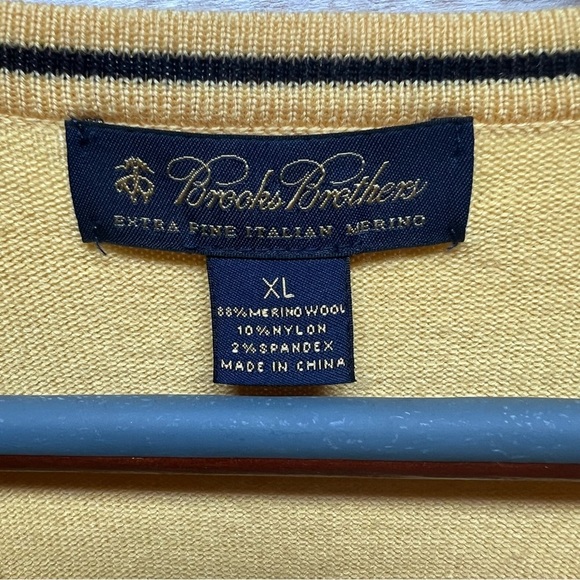 Brooks Brothers
EXTRA FINE ITALIAN MERINO
XL
88%MERINO WOOL
10%NYLON
2%SPANDEX
MADE IN CHINA